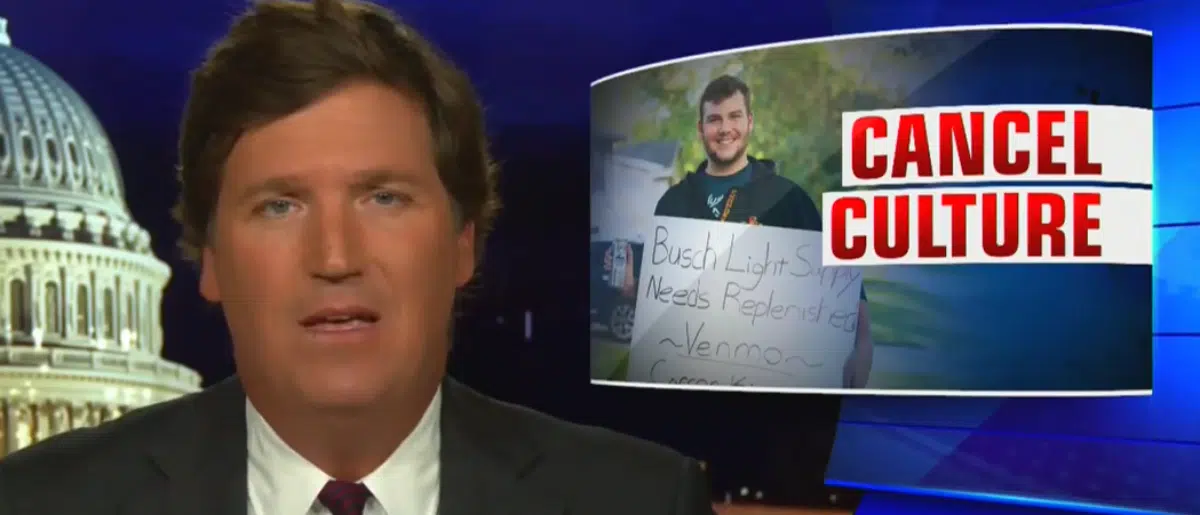 CANCEL
CULTURE
Busch Light Supply
Needs Replenished
~Venmo~